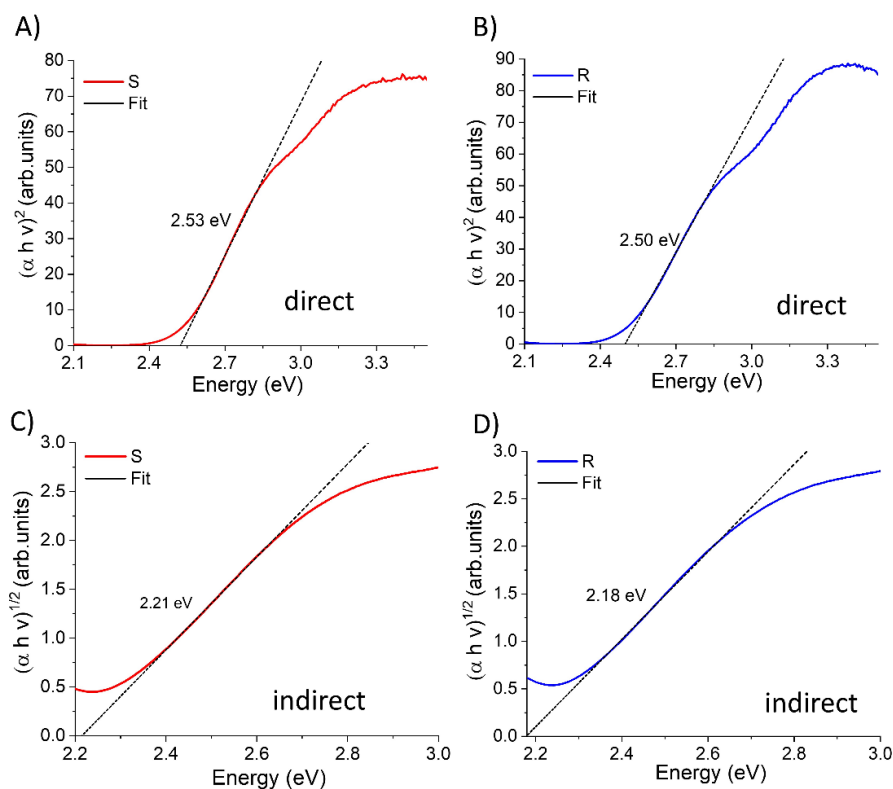 A)
80
70
60
50
40
30
20
10
0
(α h ν)² (arb.units)
S
Fit
2.53 eV
direct
2.1 2.4 2.7 3.0 3.3
Energy (eV)
B)
90
80
70
60
50
40
30
20
10
0
(α h ν)² (arb.units)
R
Fit
2.50 eV
direct
2.1 2.4 2.7 3.0 3.3
Energy (eV)
C)
3.0
2.5
2.0
1.5
1.0
0.5
0.0
(α h ν)1/2 (arb.units)
S
Fit
2.21 eV
indirect
2.2 2.4 2.6 2.8 3.0
Energy (eV)
D)
3.0
2.5
2.0
1.5
1.0
0.5
0.0
(α h ν)1/2 (arb.units)
R
Fit
2.18 eV
indirect
2.2 2.4 2.6 2.8 3.0
Energy (eV)